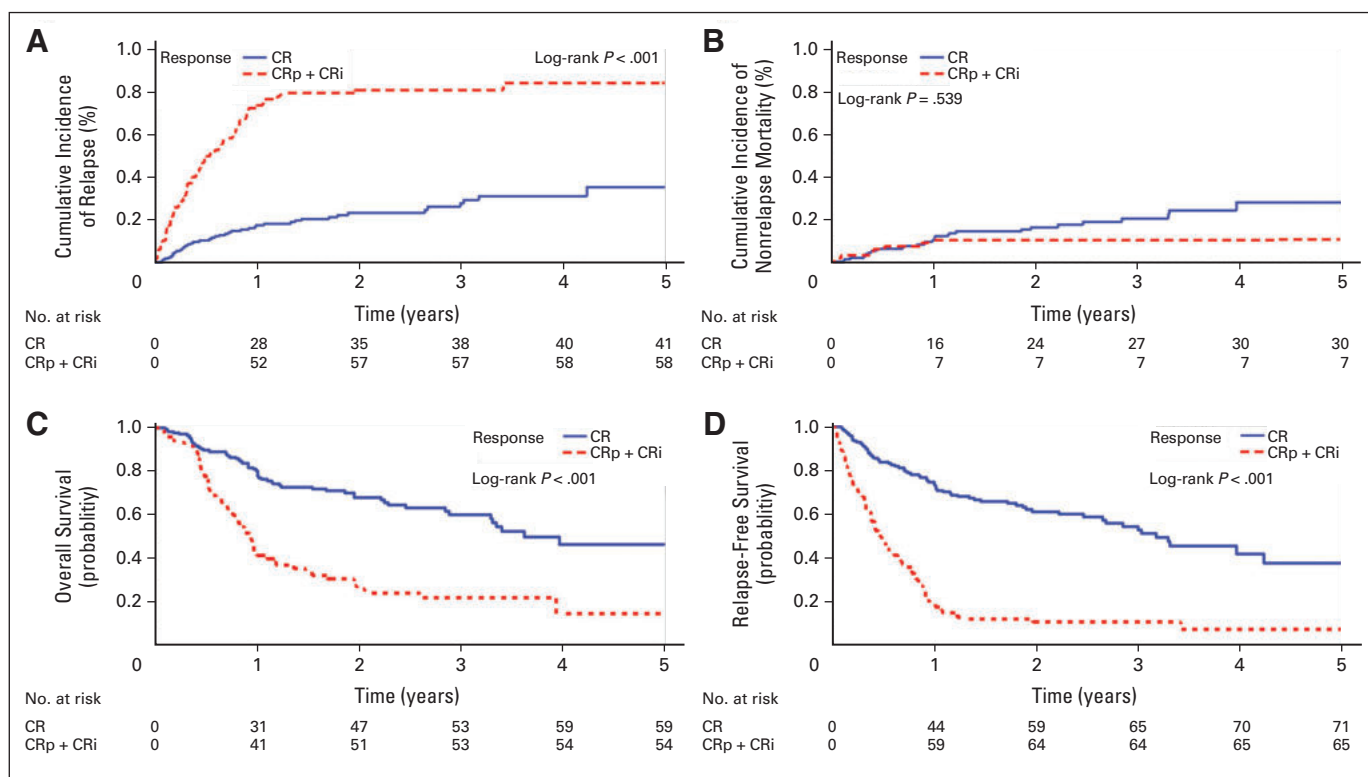 A
Response
CR
CRp + CRi
Log-rank P < .001
Cumulative Incidence
of Relapse (%)
1.0
0.8
0.6
0.4
0.2
0 1 2 3 4 5
Time (years)
No. at risk
CR 0 28 35 38 40 41
CRp + CRi 0 52 57 57 58 58
B
Response
CR
CRp + CRi
Log-rank P = .539
Cumulative Incidence of
Nonrelapse Mortality (%)
1.0
0.8
0.6
0.4
0.2
0 1 2 3 4 5
Time (years)
No. at risk
CR 0 16 24 27 30 30
CRp + CRi 0 7 7 7 7 7
C
Response
CR
CRp + CRi
Log-rank P < .001
Overall Survival
(probablitiy)
1.0
0.8
0.6
0.4
0.2
0 1 2 3 4 5
Time (years)
No. at risk
CR 0 31 47 53 59 59
CRp + CRi 0 41 51 53 54 54
D
Response
CR
CRp + CRi
Log-rank P < .001
Relapse-Free Survival
(probablitiy)
1.0
0.8
0.6
0.4
0.2
0 1 2 3 4 5
Time (years)
No. at risk
CR 0 44 59 65 70 71
CRp + CRi 0 59 64 64 65 65